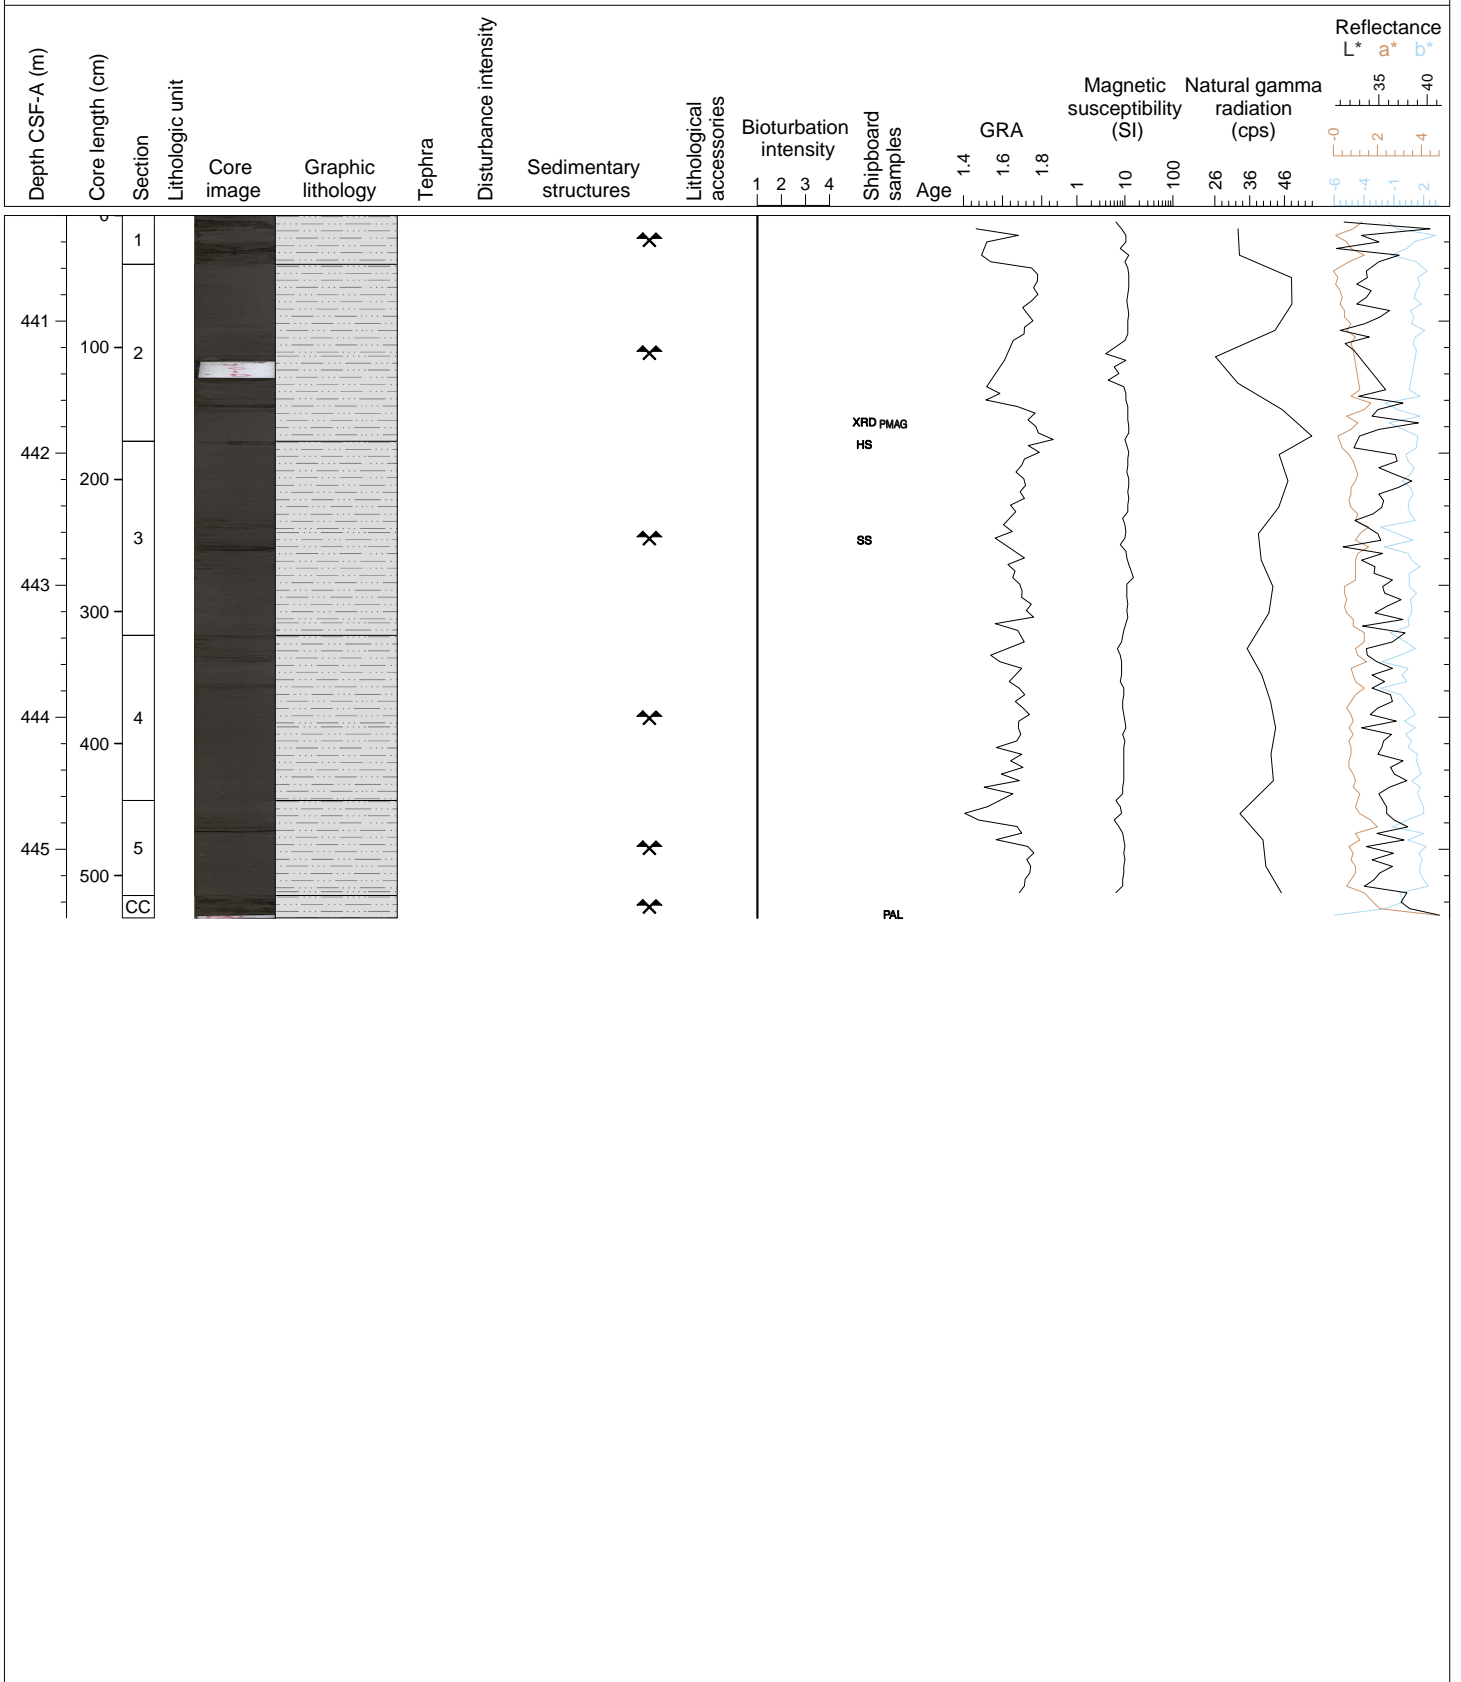 Depth CSF-A (m)
Core length (cm)
Section
Lithologic unit
Core
image
Graphic
lithology
Tephra
Disturbance intensity
Sedimentary
structures
Lithological
accessories
Bioturbation
intensity
1 2 3 4
Shipboard
samples
Age
GRA
1.4 1.6 1.8
Magnetic
susceptibility
(SI)
1 10 100
Natural gamma
radiation
(cps)
26 36 46
Reflectance
L* a* b*
35 40
-0 2 4
-6 -4 -1 2
0
1
441
100
2
XRD PMAG
442
HS
200
3
SS
443
300
444
4
400
445
5
500
CC
PAL